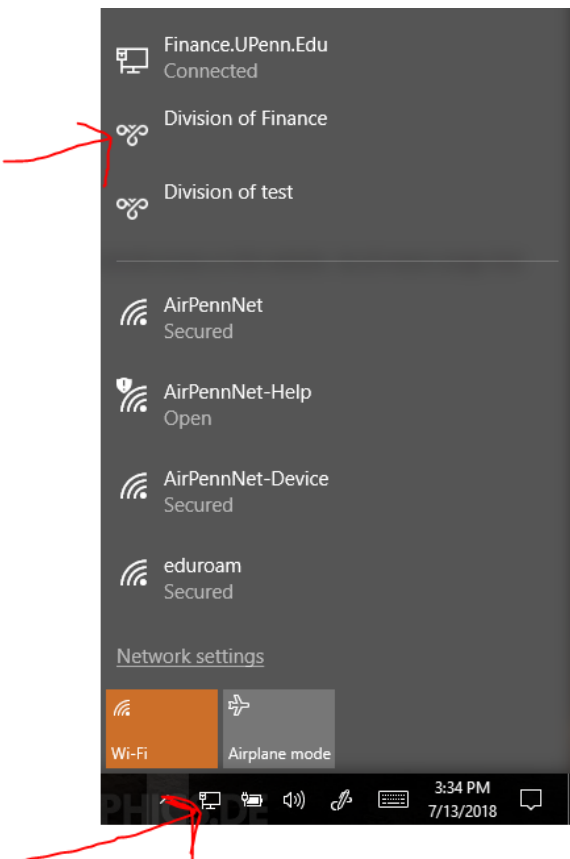 Finance.UPenn.Edu
Connected
Division of Finance
Division of test
AirPennNet
Secured
AirPennNet-Help
Open
AirPennNet-Device
Secured
eduroam
Secured
Network settings
Wi-Fi
Airplane mode
3:34 PM
7/13/2018